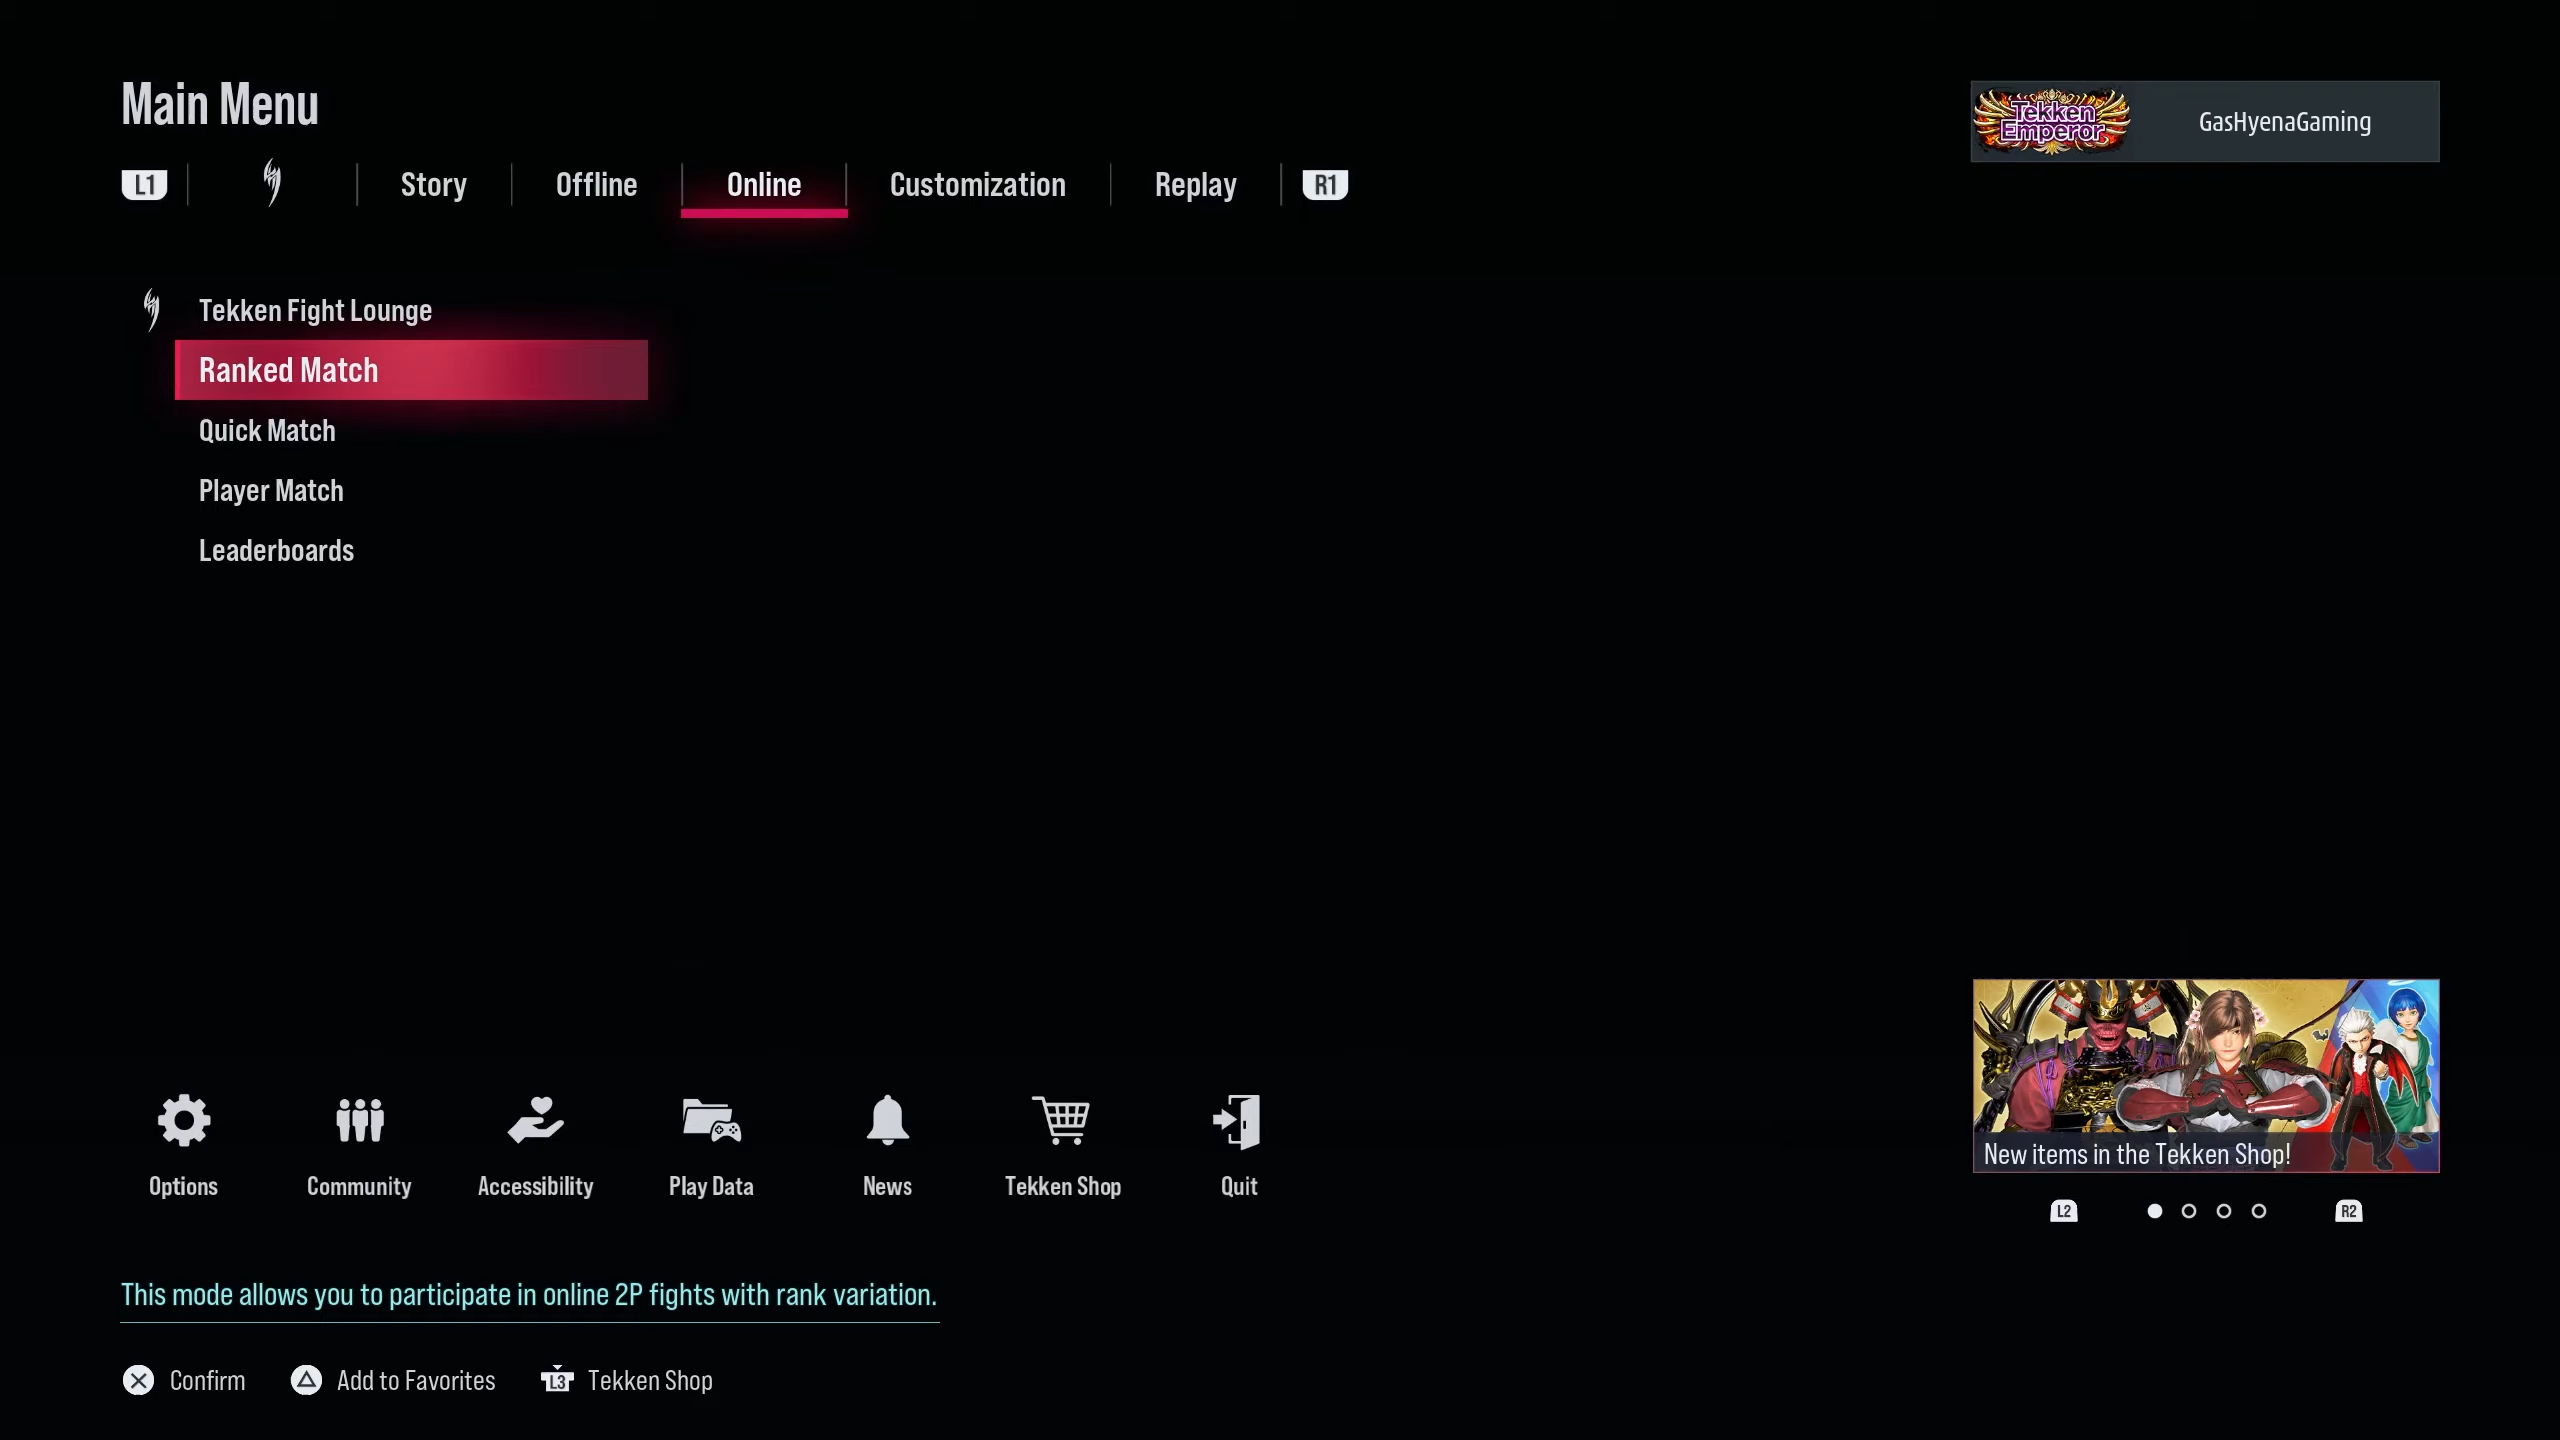 Main Menu
Tekken Emperor
GasHyenaGaming
L1
Story
Offline
Online
Customization
Replay
R1
Tekken Fight Lounge
Ranked Match
Quick Match
Player Match
Leaderboards
New items in the Tekken Shop!
L2
R2
Options
Community
Accessibility
Play Data
News
Tekken Shop
Quit
This mode allows you to participate in online 2P fights with rank variation.
Confirm
Add to Favorites
L3
Tekken Shop